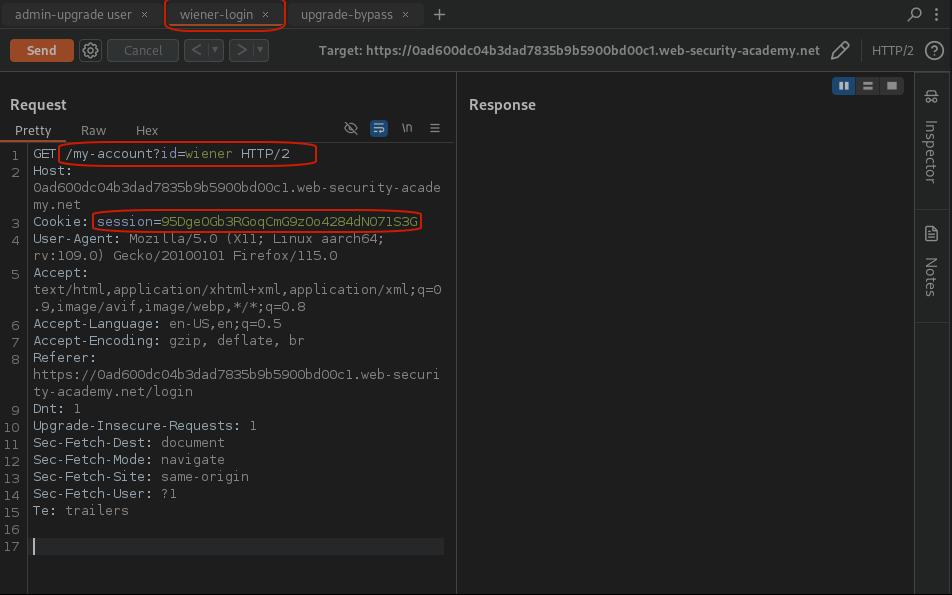 admin-upgrade user × wiener-login × upgrade-bypass × +
Send Cancel < > Target: https://0ad600dc04b3dad7835b9b5900bd00c1.web-security-academy.net HTTP/2 ?
Request
Response
Pretty Raw Hex \n
1 GET /my-account?id=wiener HTTP/2
2 Host:
0ad600dc04b3dad7835b9b5900bd00c1.web-security-acade
my.net
3 Cookie: session=95DgeOGb3RGoqCmG9zOo4284dNO7lS3G
4 User-Agent: Mozilla/5.0 (X11; Linux aarch64;
rv:109.0) Gecko/20100101 Firefox/115.0
5 Accept:
text/html,application/xhtml+xml,application/xml;q=0
.9,image/avif,image/webp,*/*;q=0.8
6 Accept-Language: en-US,en;q=0.5
7 Accept-Encoding: gzip, deflate, br
8 Referer:
https://0ad600dc04b3dad7835b9b5900bd00c1.web-securi
ty-academy.net/login
9 Dnt: 1
10 Upgrade-Insecure-Requests: 1
11 Sec-Fetch-Dest: document
12 Sec-Fetch-Mode: navigate
13 Sec-Fetch-Site: same-origin
14 Sec-Fetch-User: ?1
15 Te: trailers
16
17
Inspector
Notes